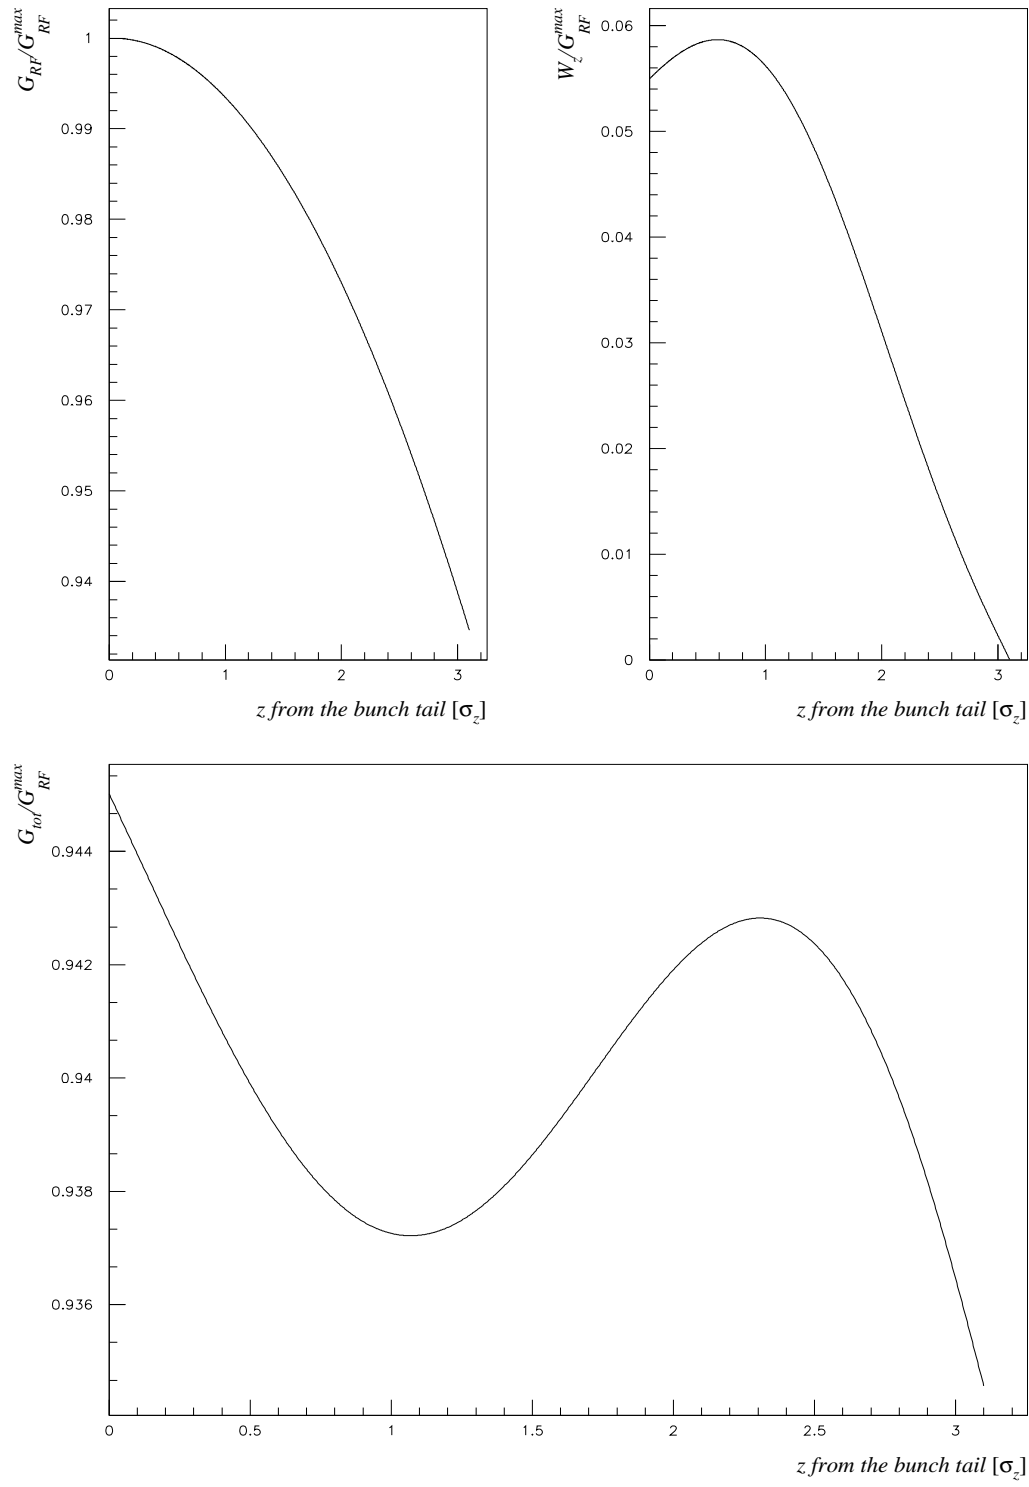 G_RF/G_RF^max
1
0.99
0.98
0.97
0.96
0.95
0.94
0 1 2 3
z from the bunch tail [σ_z]
W_z/G_RF^max
0.06
0.05
0.04
0.03
0.02
0.01
0
0 1 2 3
z from the bunch tail [σ_z]
G_tot/G_RF^max
0.944
0.942
0.94
0.938
0.936
0 0.5 1 1.5 2 2.5 3
z from the bunch tail [σ_z]